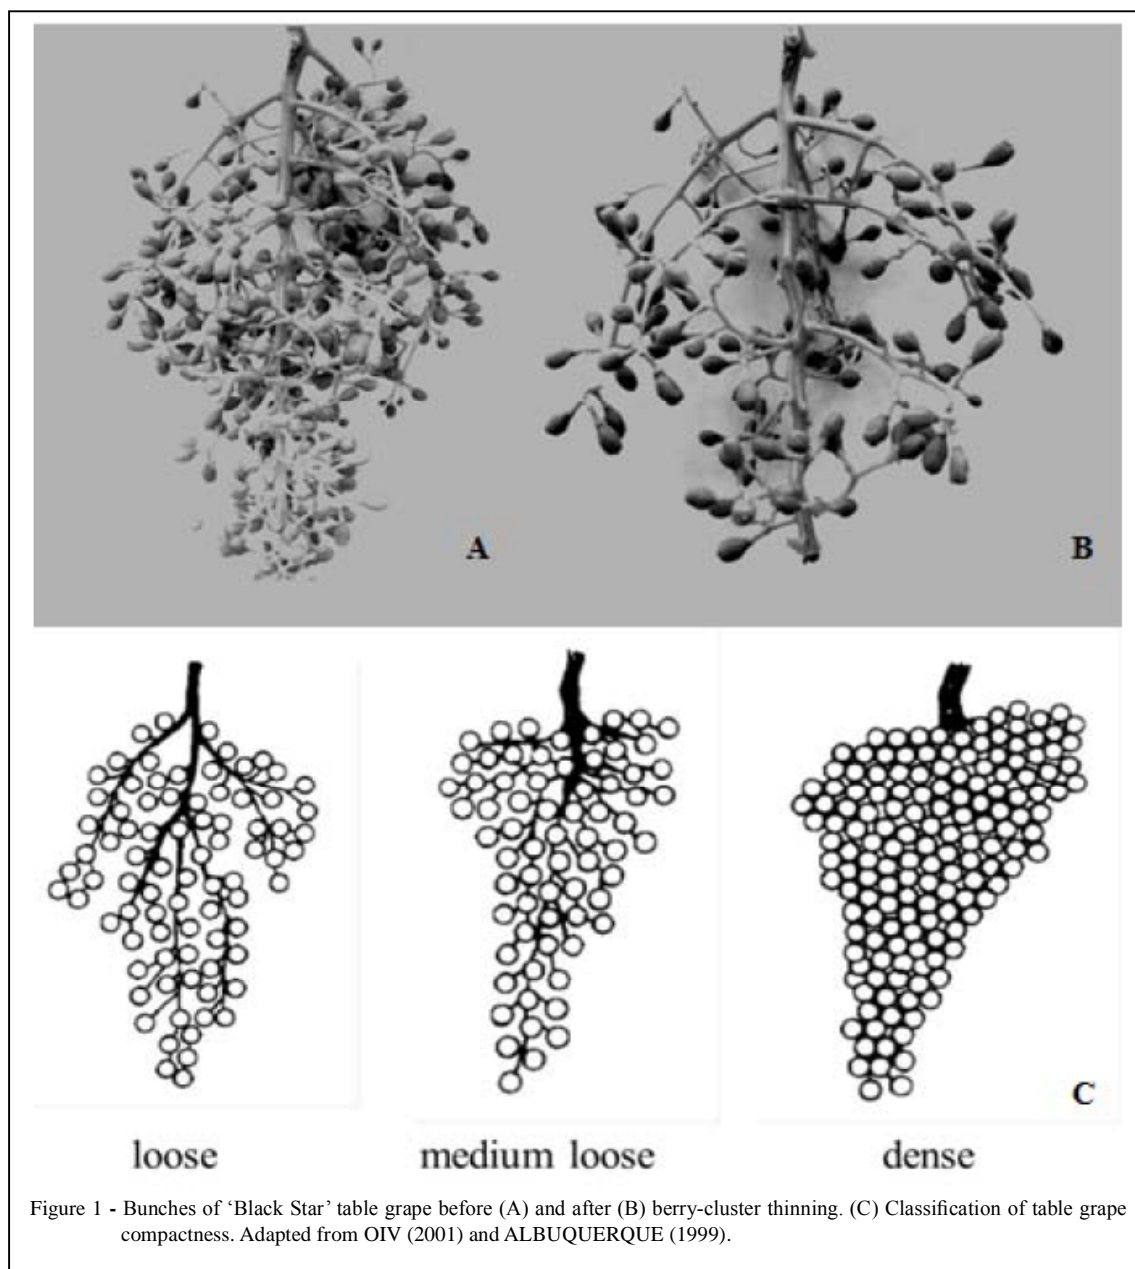 A
B
C
loose
medium loose
dense
Figure 1 - Bunches of ‘Black Star’ table grape before (A) and after (B) berry-cluster thinning. (C) Classification of table grape
compactness. Adapted from OIV (2001) and ALBUQUERQUE (1999).